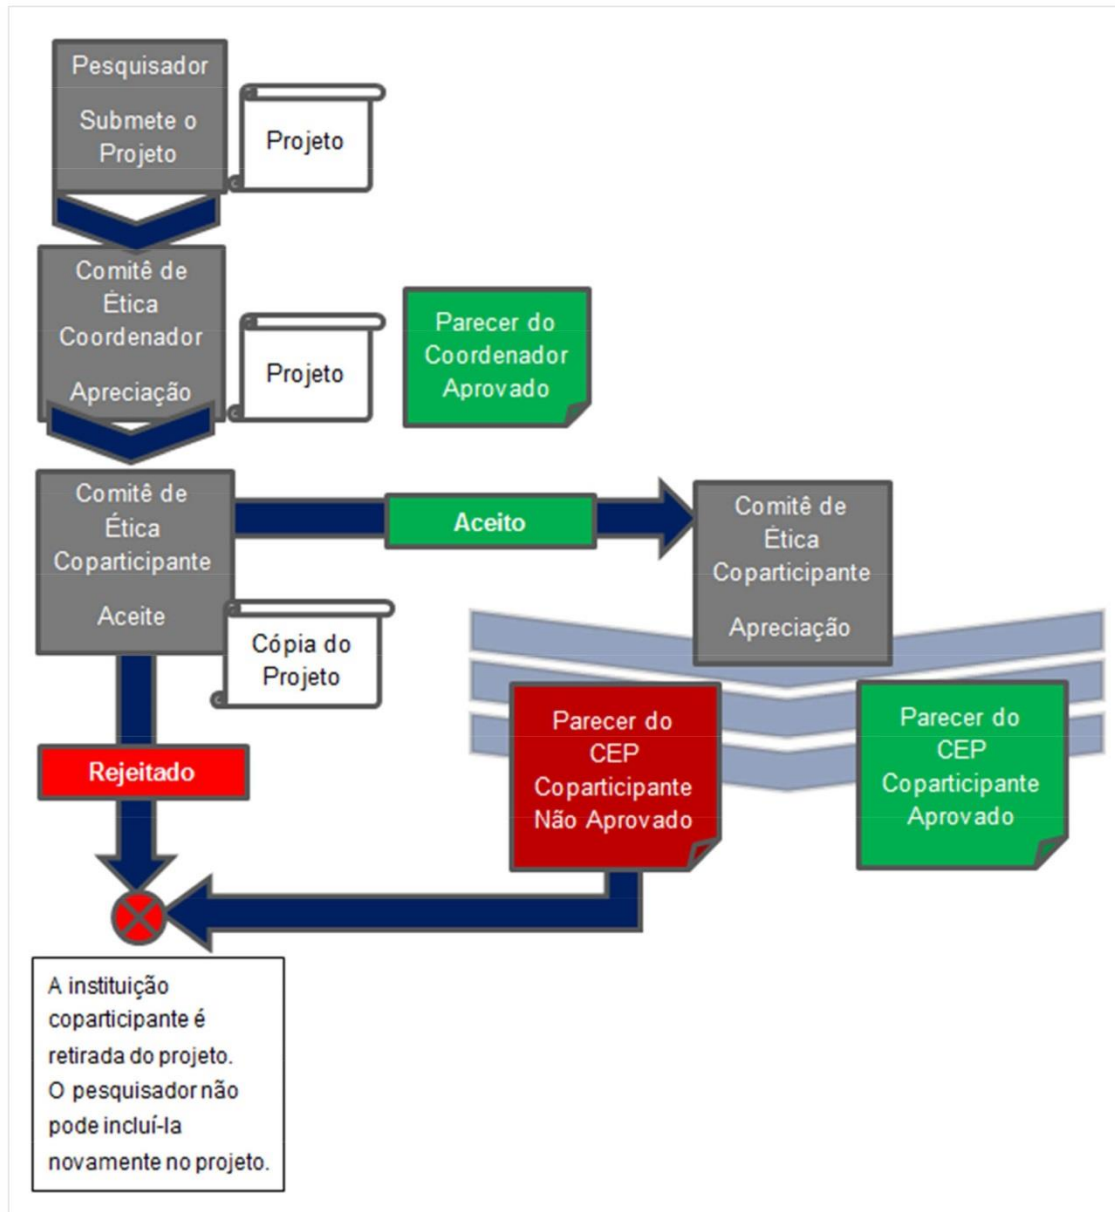 Pesquisador
Submete o
Projeto
Projeto
Comitê de
Ética
Coordenador
Apreciação
Projeto
Parecer do
Coordenador
Aprovado
Comitê de
Ética
Coparticipante
Aceite
Cópia do
Projeto
Aceito
Comitê de
Ética
Coparticipante
Apreciação
Rejeitado
Parecer do
CEP
Coparticipante
Não Aprovado
Parecer do
CEP
Coparticipante
Aprovado
A instituição
coparticipante é
retirada do projeto.
O pesquisador não
pode incluí-la
novamente no projeto.